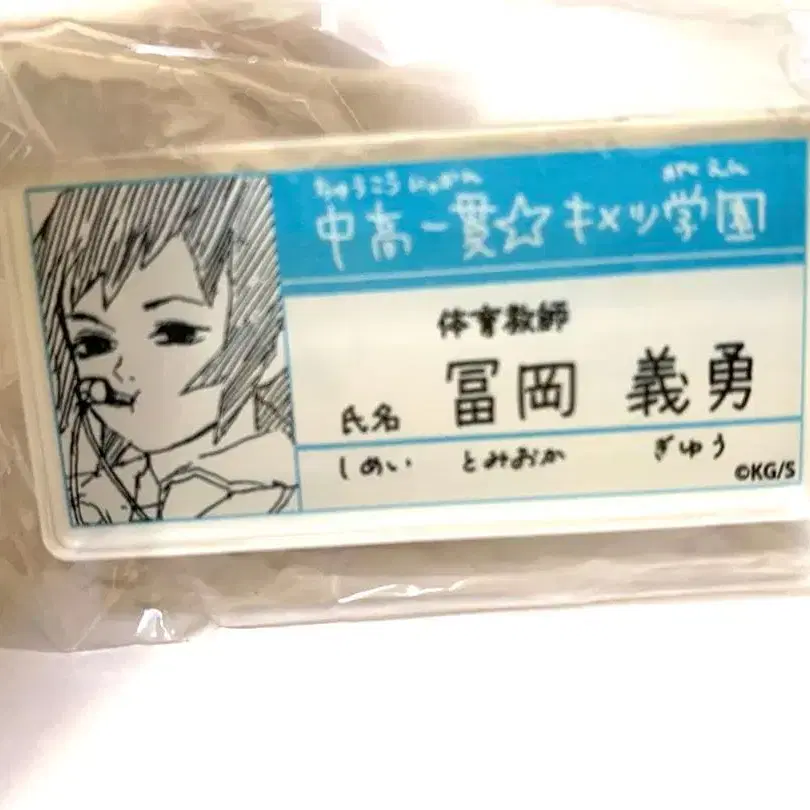 ちゅうこういっかん がくえん
中高一貫☆キメツ学園
体育教師
氏名 冨岡 義勇
しめい とみおか ぎゆう
©KG/S